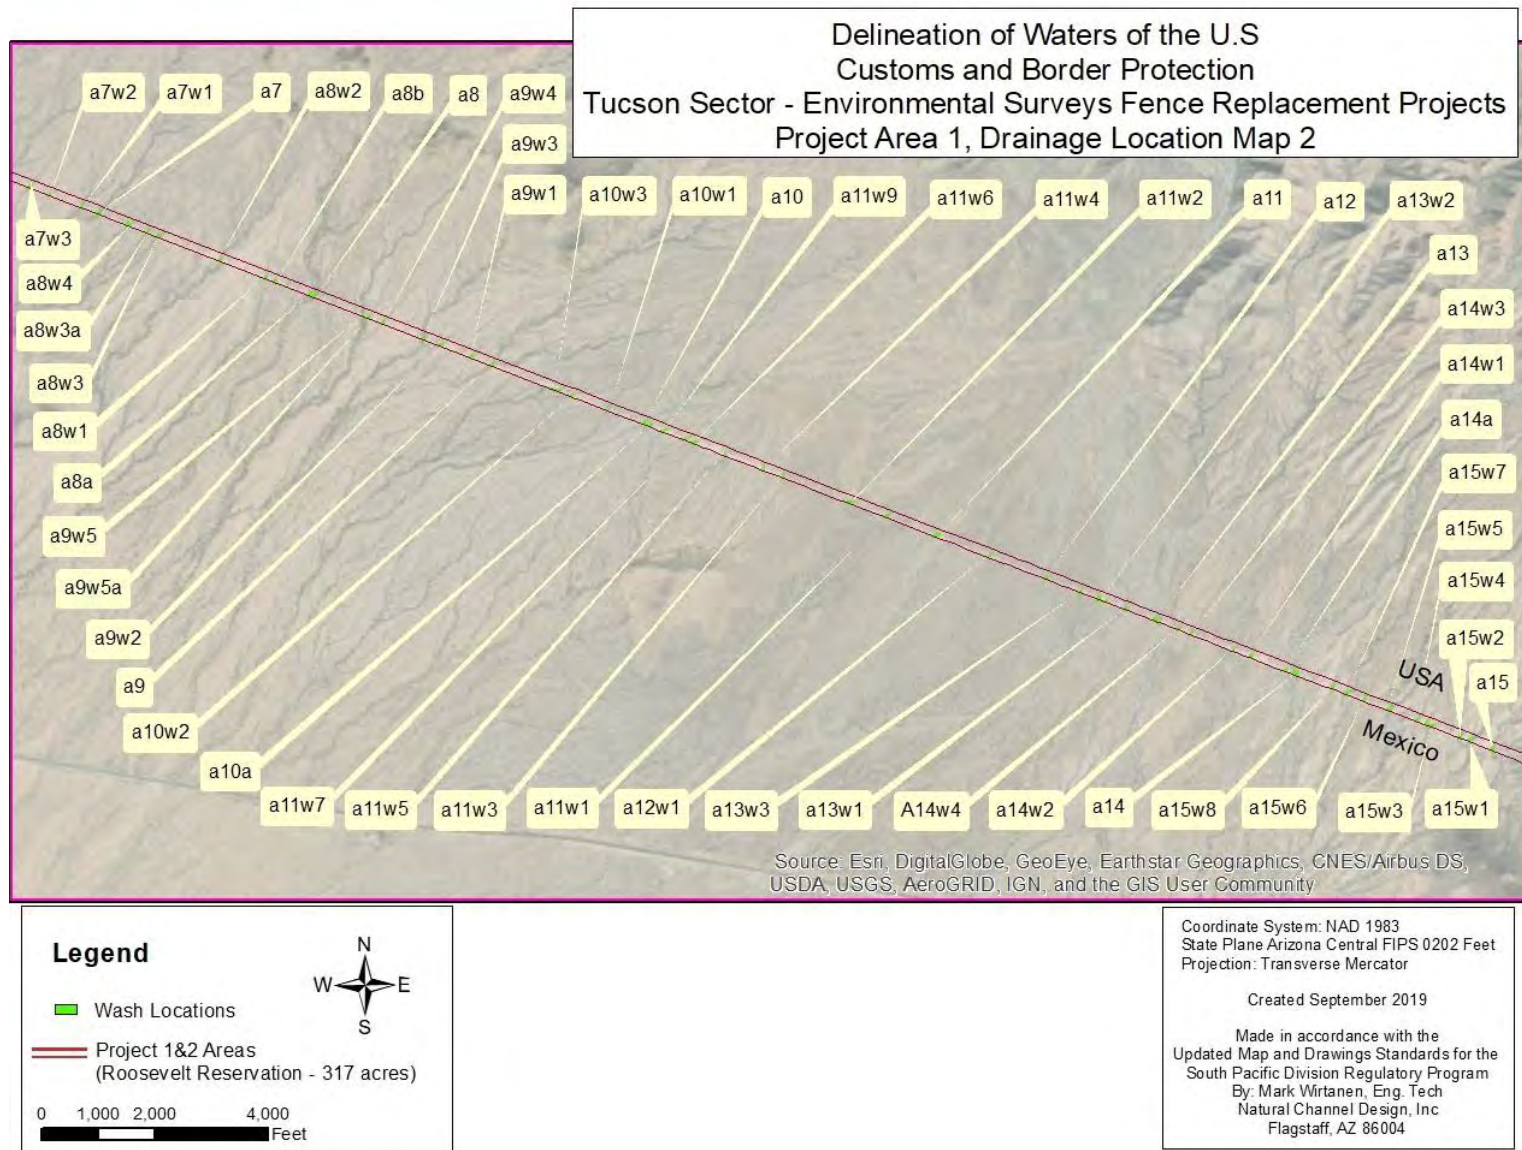 Delineation of Waters of the U.S
Customs and Border Protection
Tucson Sector - Environmental Surveys Fence Replacement Projects
Project Area 1, Drainage Location Map 2
a7w2
a7w1
a7
a8w2
a8b
a8
a9w4
a9w3
a9w1
a10w3
a10w1
a10
a11w9
a11w6
a11w4
a11w2
a11
a12
a13w2
a13
a14w3
a14w1
a14a
a15w7
a15w5
a15w4
a15w2
a15
a7w3
a8w4
a8w3a
a8w3
a8w1
a8a
a9w5
a9w5a
a9w2
a9
a10w2
a10a
a11w7
a11w5
a11w3
a11w1
a12w1
a13w3
a13w1
A14w4
a14w2
a14
a15w8
a15w6
a15w3
a15w1
USA
Mexico
Source: Esri, DigitalGlobe, GeoEye, Earthstar Geographics, CNES/Airbus DS,
USDA, USGS, AeroGRID, IGN, and the GIS User Community
Legend
N
W E
S
Wash Locations
Project 1&2 Areas
(Roosevelt Reservation - 317 acres)
0 1,000 2,000 4,000
Feet
Coordinate System: NAD 1983
State Plane Arizona Central FIPS 0202 Feet
Projection: Transverse Mercator
Created September 2019
Made in accordance with the
Updated Map and Drawings Standards for the
South Pacific Division Regulatory Program
By: Mark Wirtanen, Eng. Tech
Natural Channel Design, Inc
Flagstaff, AZ 86004